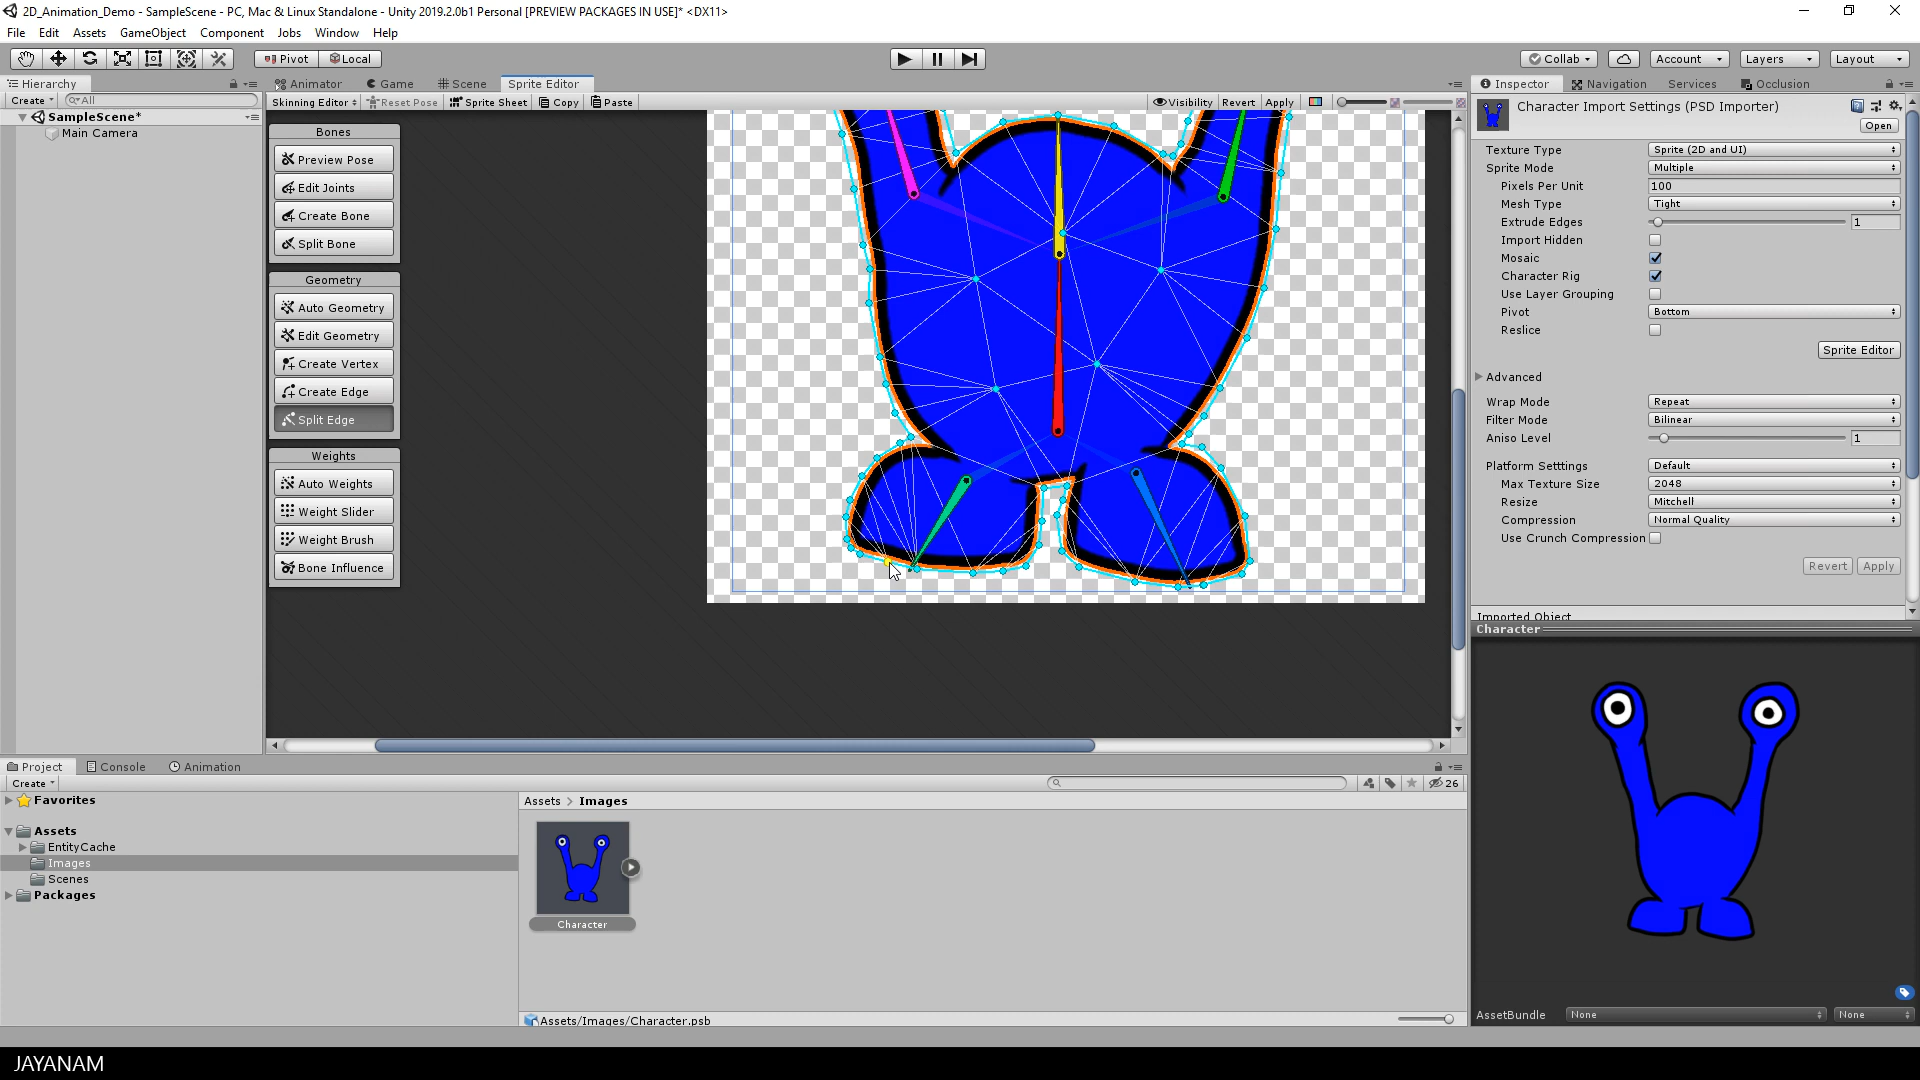 2D_Animation_Demo - SampleScene - PC, Mac & Linux Standalone - Unity 2019.2.0b1 Personal [PREVIEW PACKAGES IN USE]* <DX11>
File Edit Assets GameObject Component Jobs Window Help
Pivot Local Collab Account Layers Layout
Hierarchy
Create All
SampleScene*
Main Camera
Animator Game Scene Sprite Editor
Skinning Editor Reset Pose Sprite Sheet Copy Paste Visibility Revert Apply
Bones
Preview Pose
Edit Joints
Create Bone
Split Bone
Geometry
Auto Geometry
Edit Geometry
Create Vertex
Create Edge
Split Edge
Weights
Auto Weights
Weight Slider
Weight Brush
Bone Influence
Inspector Navigation Services Occlusion
Character Import Settings (PSD Importer)
Open
Texture Type Sprite (2D and UI)
Sprite Mode Multiple
Pixels Per Unit 100
Mesh Type Tight
Extrude Edges 1
Import Hidden
Mosaic
Character Rig
Use Layer Grouping
Pivot Bottom
Reslice
Sprite Editor
Advanced
Wrap Mode Repeat
Filter Mode Bilinear
Aniso Level 1
Platform Setttings Default
Max Texture Size 2048
Resize Mitchell
Compression Normal Quality
Use Crunch Compression
Revert Apply
Imported Object
Character
AssetBundle None None
Project Console Animation
Create 26
Favorites
Assets
EntityCache
Images
Scenes
Packages
Assets > Images
Character
Assets/Images/Character.psb
JAYANAM